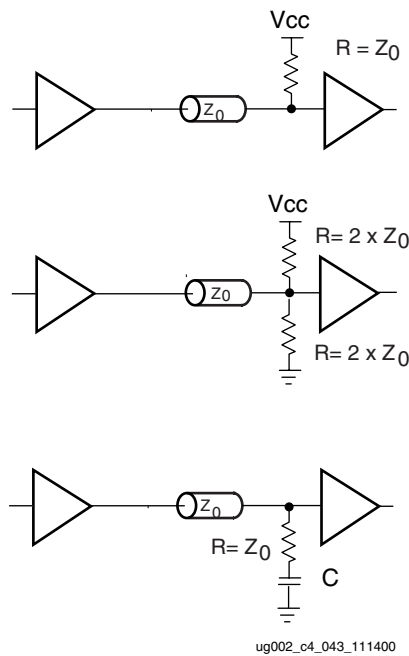 Vcc
R = Z0
Z0
Vcc
R= 2 x Z0
Z0
R= 2 x Z0
Z0
R= Z0
C
ug002_c4_043_111400